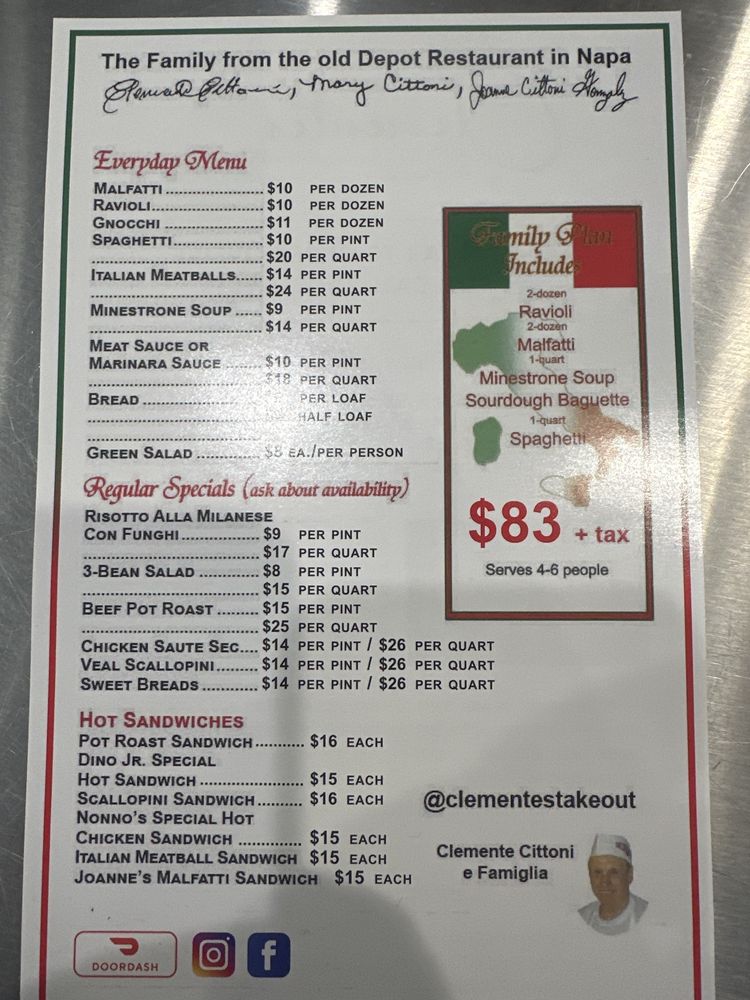 The Family from the old Depot Restaurant in Napa
Mary Cittoni, Joanne Cittoni
Everyday Menu
MALFATTI .................... $10 PER DOZEN
RAVIOLI....................... $10 PER DOZEN
GNOCCHI .................... $11 PER DOZEN
SPAGHETTI.................. $10 PER PINT
.................................... $20 PER QUART
ITALIAN MEATBALLS...... $14 PER PINT
.................................... $24 PER QUART
MINESTRONE SOUP ...... $9 PER PINT
.................................... $14 PER QUART
MEAT SAUCE OR
MARINARA SAUCE ........ $10 PER PINT
.................................... $18 PER QUART
BREAD ......................... PER LOAF
.................................... HALF LOAF
....................................
GREEN SALAD ............. EA./PER PERSON
Regular Specials (ask about availability)
RISOTTO ALLA MILANESE
CON FUNGHI................. $9 PER PINT
.................................... $17 PER QUART
3-BEAN SALAD ............. $8 PER PINT
.................................... $15 PER QUART
BEEF POT ROAST ......... $15 PER PINT
.................................... $25 PER QUART
CHICKEN SAUTE SEC.... $14 PER PINT / $26 PER QUART
VEAL SCALLOPINI......... $14 PER PINT / $26 PER QUART
SWEET BREADS ............ $14 PER PINT / $26 PER QUART
HOT SANDWICHES
POT ROAST SANDWICH ........... $16 EACH
DINO JR. SPECIAL
HOT SANDWICH ....................... $15 EACH
SCALLOPINI SANDWICH.......... $16 EACH
NONNO'S SPECIAL HOT
CHICKEN SANDWICH .............. $15 EACH
ITALIAN MEATBALL SANDWICH $15 EACH
JOANNE'S MALFATTI SANDWICH $15 EACH
Family Plan
Includes
2-dozen
Ravioli
2-dozen
Malfatti
1-quart
Minestrone Soup
Sourdough Baguette
1-quart
Spaghetti
$83 + tax
Serves 4-6 people
@clementestakeout
Clemente Cittoni
e Famiglia
DOORDASH